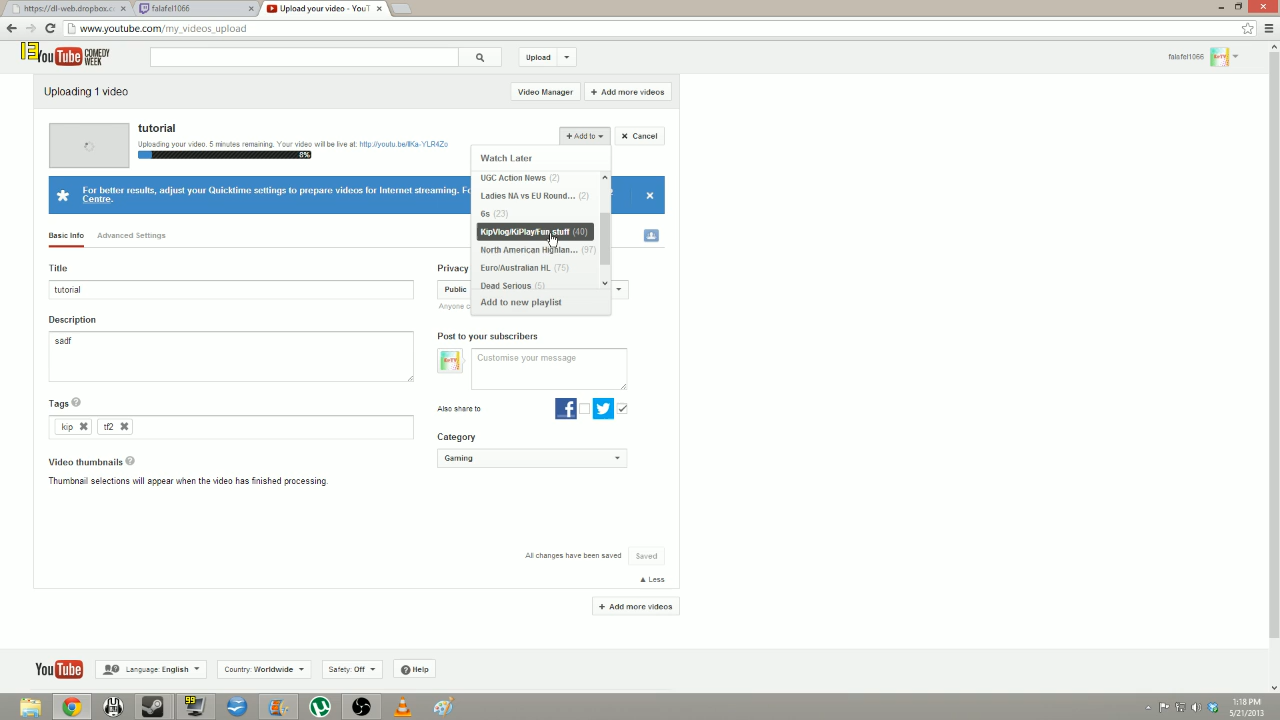 https://dl-web.dropbox.c
falafel1066
Upload your video - YouT
www.youtube.com/my_videos_upload
13
YouTube COMEDY WEEK
Upload
falafel1066
Uploading 1 video
Video Manager
+ Add more videos
tutorial
+ Add to
Cancel
Uploading your video. 5 minutes remaining. Your video will be live at:
8%
Watch Later
UGC Action News (2)
Ladies NA vs EU Round... (2)
6s (23)
KipVlog/KiPlay/Fun stuff (40)
North American Highlan... (97)
Euro/Australian HL (75)
Dead Serious (5)
Add to new playlist
For better results, adjust your Quicktime settings to prepare videos for Internet streaming.
Centre.
Basic Info
Advanced Settings
Title
tutorial
Description
sadf
Tags
kip
tf2
Video thumbnails
Thumbnail selections will appear when the video has finished processing.
Privacy
Public
Post to your subscribers
Customise your message
Also share to
Category
Gaming
All changes have been saved
Saved
Less
+ Add more videos
YouTube
Language: English
Country: Worldwide
Safety: Off
Help
99
1:18 PM
5/21/2013